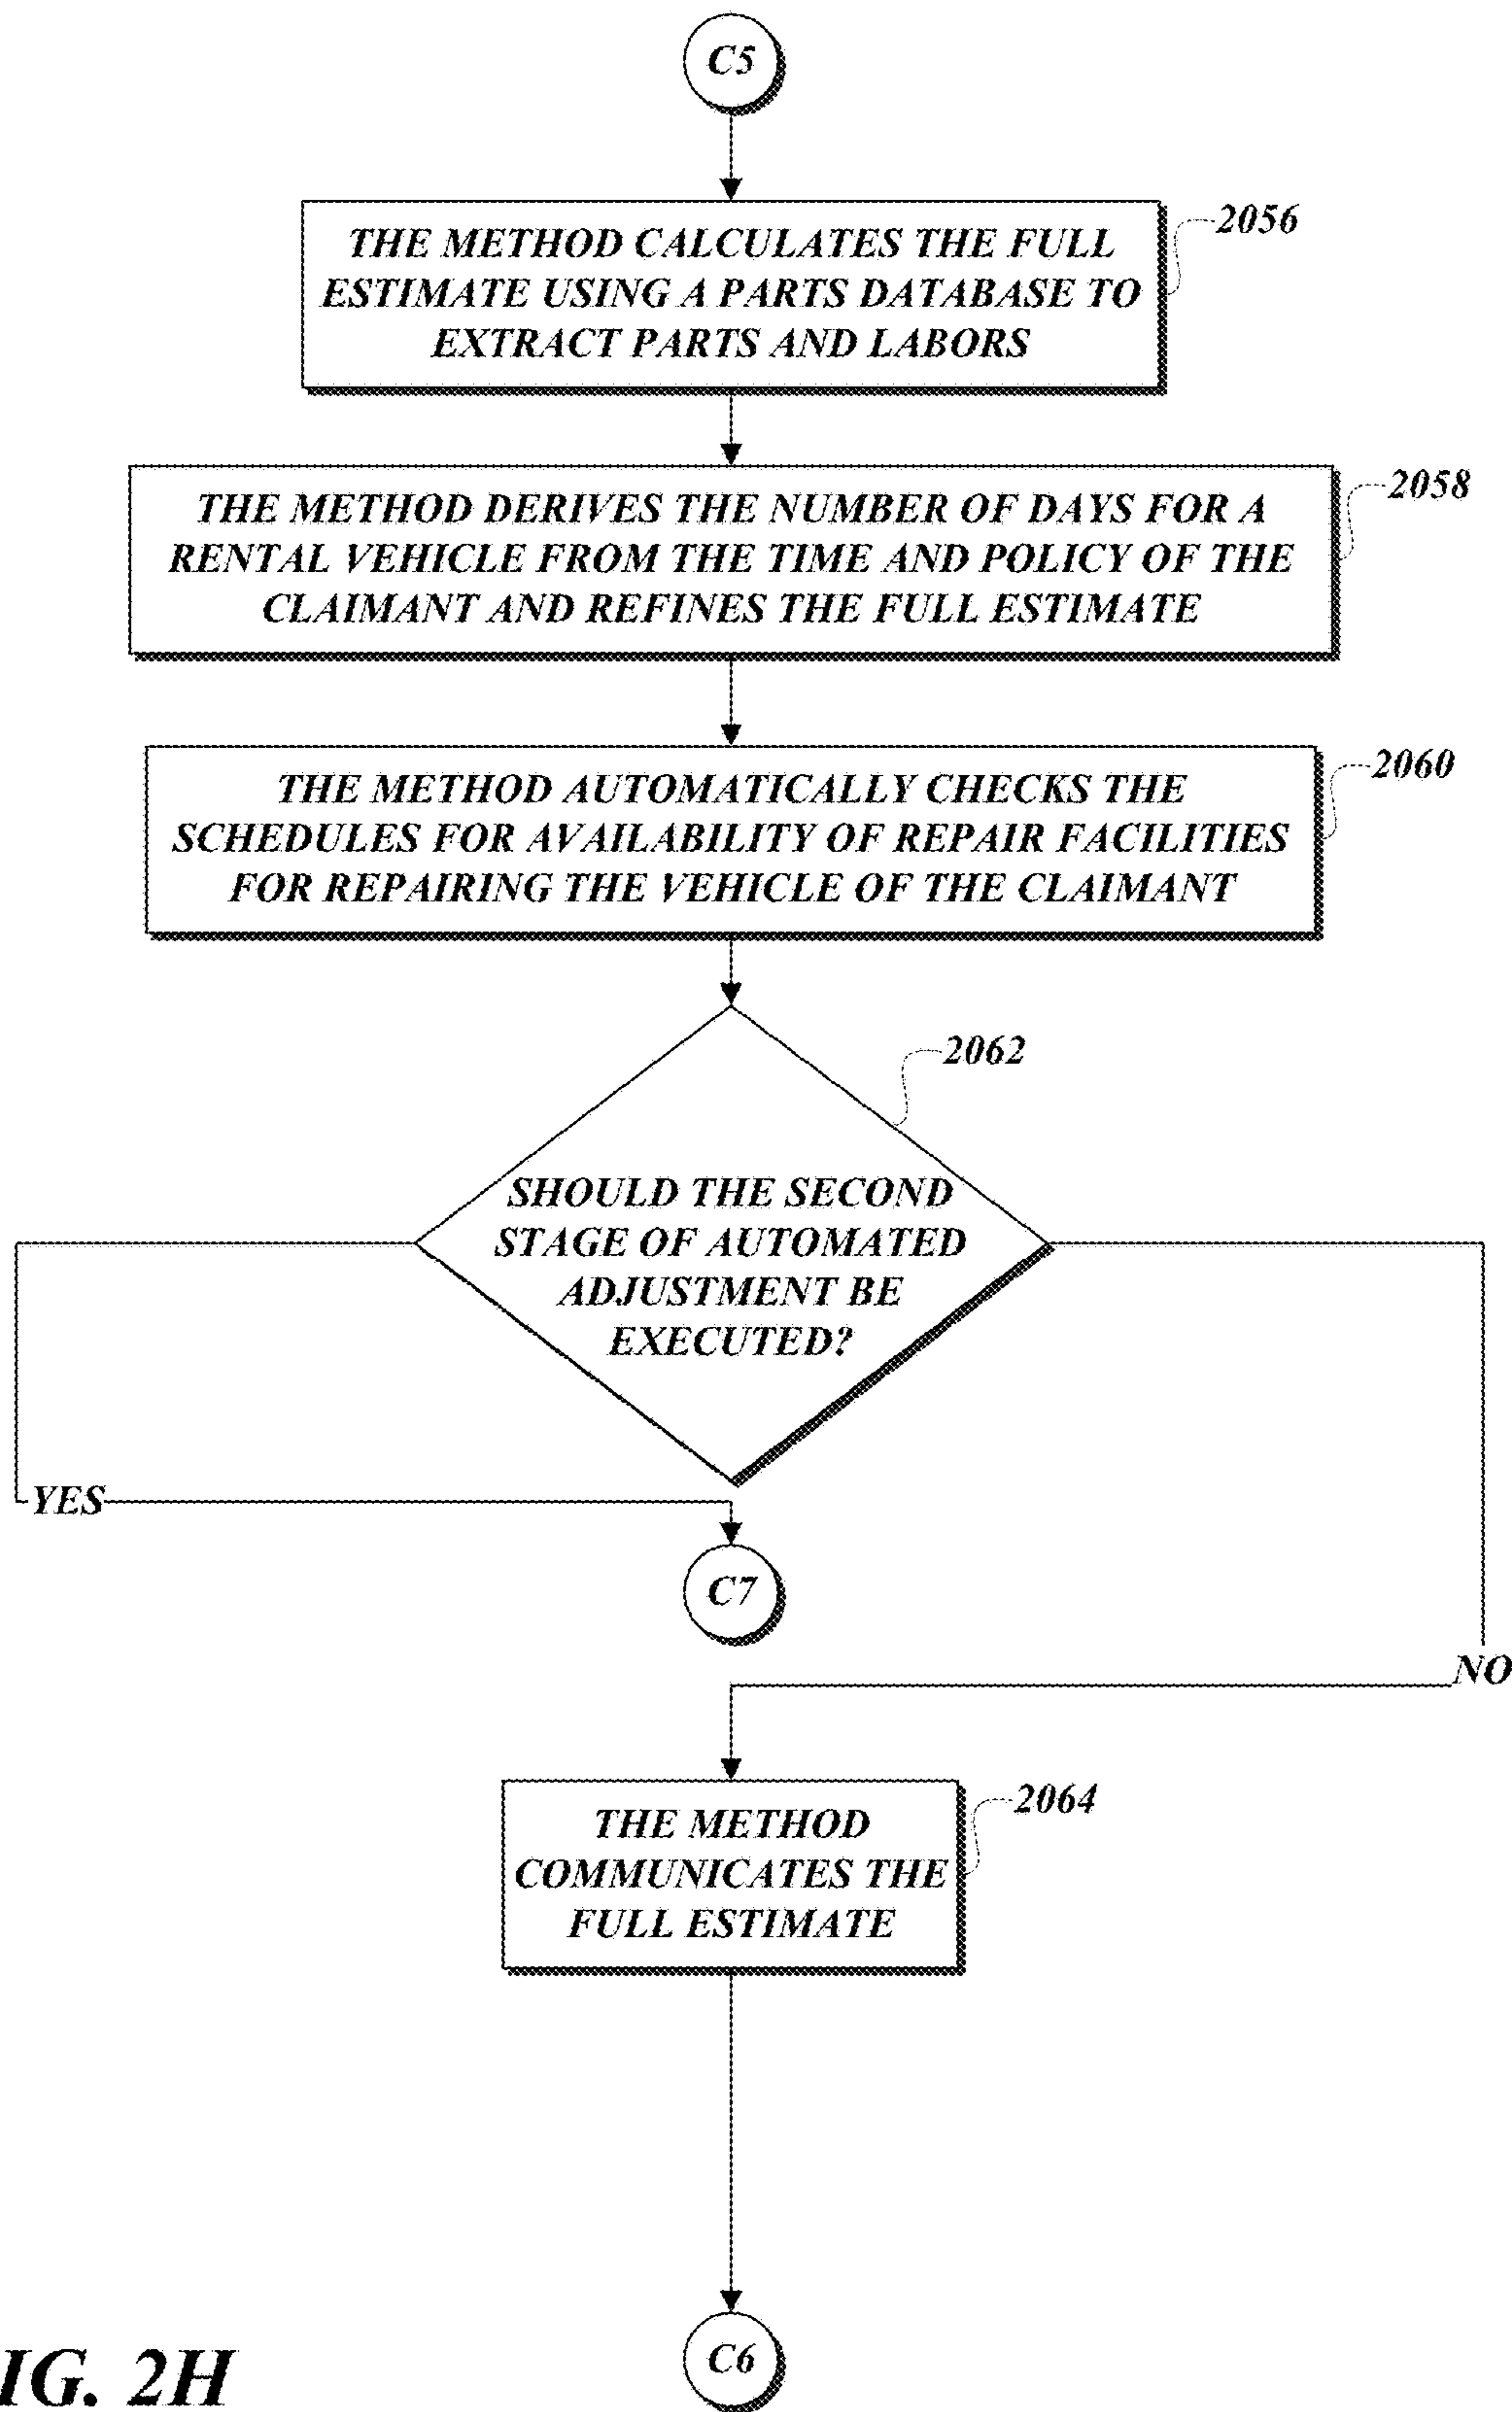 C5
THE METHOD CALCULATES THE FULL
ESTIMATE USING A PARTS DATABASE TO
EXTRACT PARTS AND LABORS
2056
THE METHOD DERIVES THE NUMBER OF DAYS FOR A
RENTAL VEHICLE FROM THE TIME AND POLICY OF THE
CLAIMANT AND REFINES THE FULL ESTIMATE
2058
THE METHOD AUTOMATICALLY CHECKS THE
SCHEDULES FOR AVAILABILITY OF REPAIR FACILITIES
FOR REPAIRING THE VEHICLE OF THE CLAIMANT
2060
2062
SHOULD THE SECOND
STAGE OF AUTOMATED
ADJUSTMENT BE
EXECUTED?
YES
C7
NO
THE METHOD
COMMUNICATES THE
FULL ESTIMATE
2064
C6
IG. 2H